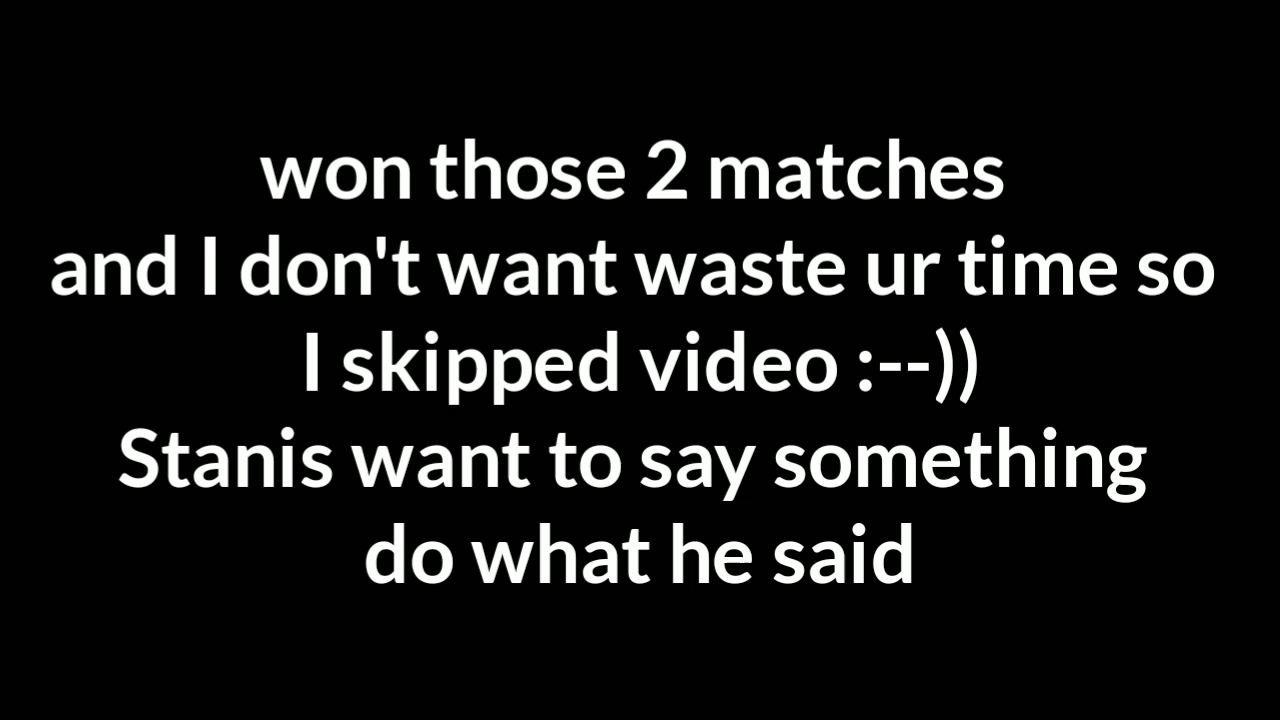 won those 2 matches
and I don't want waste ur time so
I skipped video :--))
Stanis want to say something
do what he said